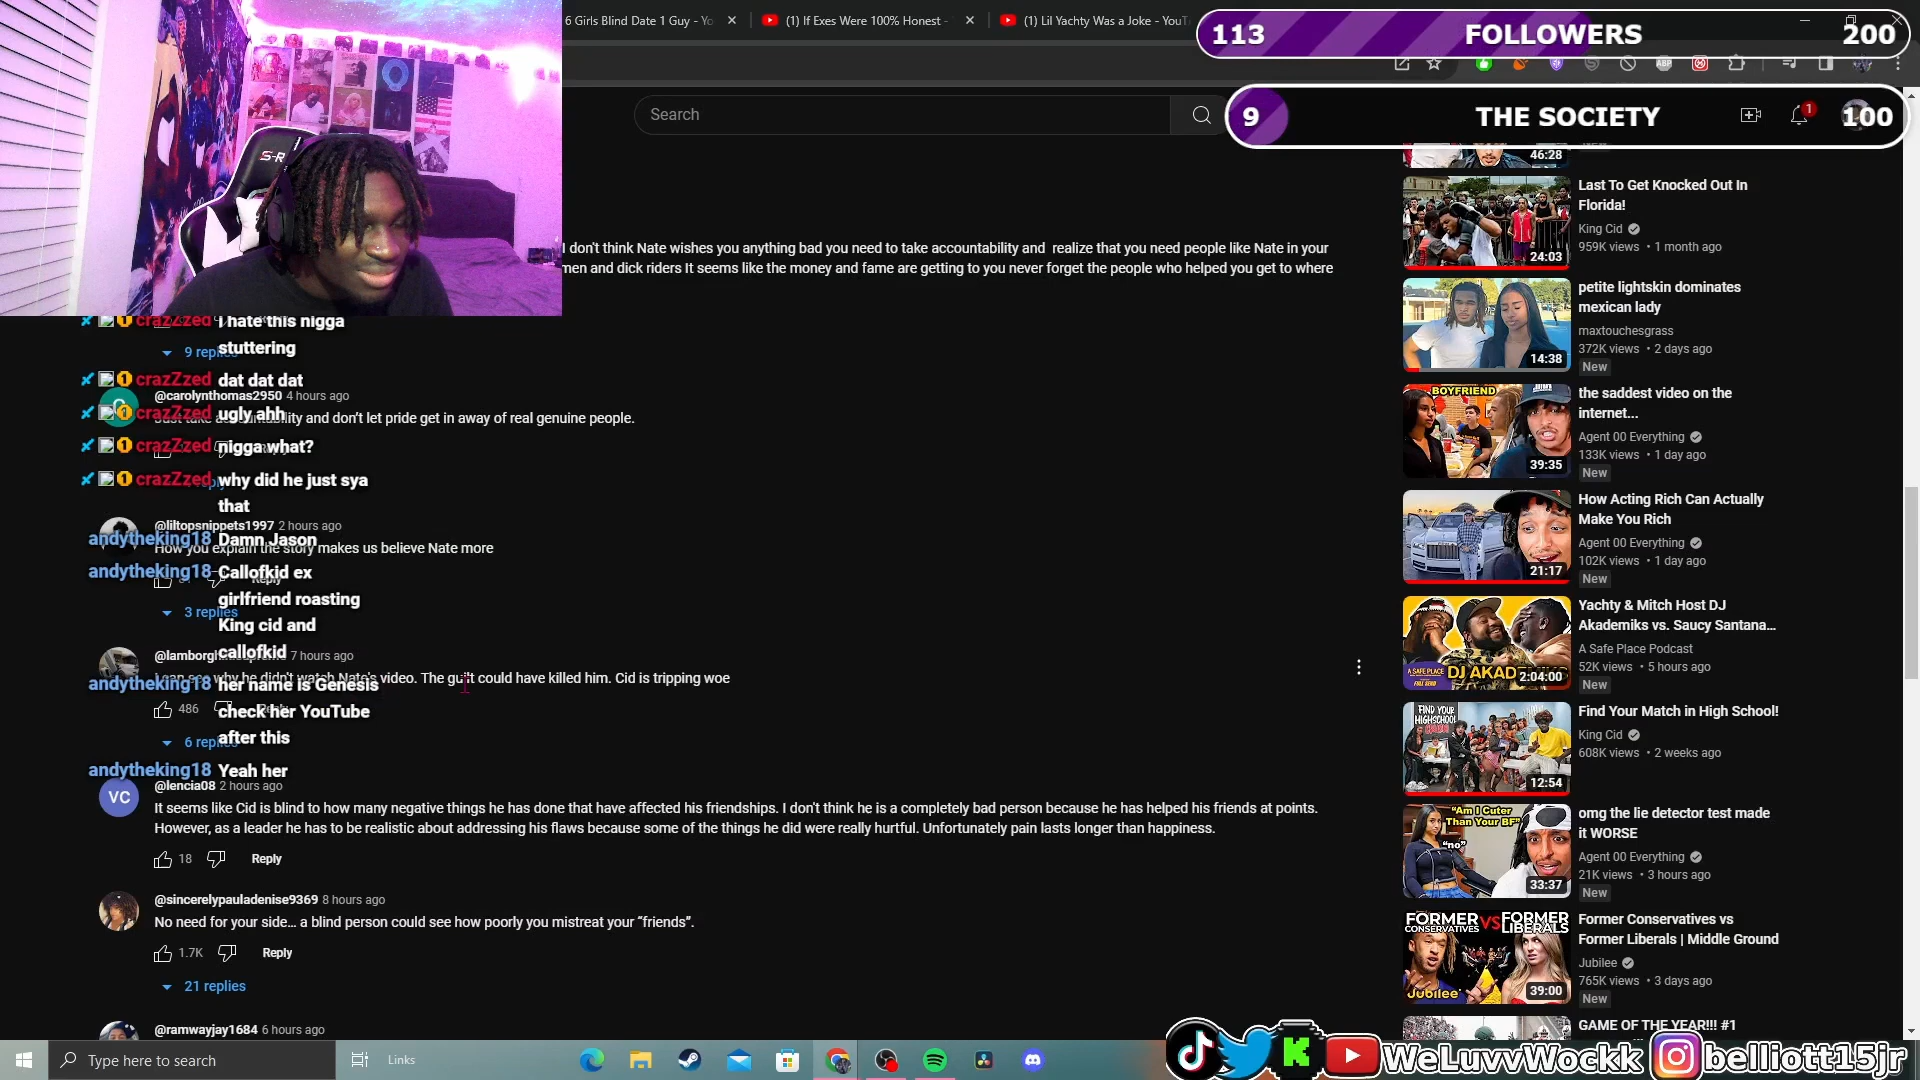 6 Girls Blind Date 1 Guy - Yo
(1) If Exes Were 100% Honest -
(1) Lil Yachty Was a Joke - YouT
113 FOLLOWERS 200
Search
9 THE SOCIETY 100
1
46:28
Last To Get Knocked Out In
Florida!
King Cid
959K views • 1 month ago
24:03
I don't think Nate wishes you anything bad you need to take accountability and realize that you need people like Nate in your
men and dick riders It seems like the money and fame are getting to you never forget the people who helped you get to where
petite lightskin dominates
mexican lady
maxtouchesgrass
372K views • 2 days ago
14:38
New
crazZzed I hate this nigga
stuttering
9 replies
crazZzed dat dat dat
@carolynthomas2950 4 hours ago
crazZzed ugly ahh
and don't let pride get in away of real genuine people.
crazZzed nigga what?
crazZzed why did he just sya
that
BOYFRIEND
the saddest video on the
internet...
Agent 00 Everything
133K views • 1 day ago
39:35
New
@liltopsnippets1997 2 hours ago
andytheking18 Damn Jason
How you explain the story makes us believe Nate more
andytheking18 Callofkid ex
girlfriend roasting
King cid and
callofkid
Reply
3 replies
How Acting Rich Can Actually
Make You Rich
Agent 00 Everything
102K views • 1 day ago
21:17
New
7 hours ago
I can see why he didn't watch Nate's video. The guilt could have killed him. Cid is tripping woe
andytheking18 her name is Genesis
check her YouTube
after this
486
6 replies
andytheking18 Yeah her
Yachty & Mitch Host DJ
Akademiks vs. Saucy Santana...
A Safe Place Podcast
52K views • 5 hours ago
A SAFE PLACE
DJ AKAD
2:04:00
New
FIND YOUR
HIGHSCHOOL
Find Your Match in High School!
King Cid
608K views • 2 weeks ago
12:54
VC
@lencia08 2 hours ago
It seems like Cid is blind to how many negative things he has done that have affected his friendships. I don't think he is a completely bad person because he has helped his friends at points.
However, as a leader he has to be realistic about addressing his flaws because some of the things he did were really hurtful. Unfortunately pain lasts longer than happiness.
18 Reply
"Am I Cuter
Than Your BF"
"no"
omg the lie detector test made
it WORSE
Agent 00 Everything
21K views • 3 hours ago
33:37
New
@sincerelypauladenise9369 8 hours ago
No need for your side... a blind person could see how poorly you mistreat your “friends”.
1.7K Reply
21 replies
FORMER CONSERVATIVES VS FORMER LIBERALS
Former Conservatives vs
Former Liberals | Middle Ground
Jubilee
765K views • 3 days ago
Jubilee
39:00
New
@ramwayjay1684 6 hours ago
GAME OF THE YEAR!!! #1
Type here to search
Links
WeLuvvWockk
belliott15jr